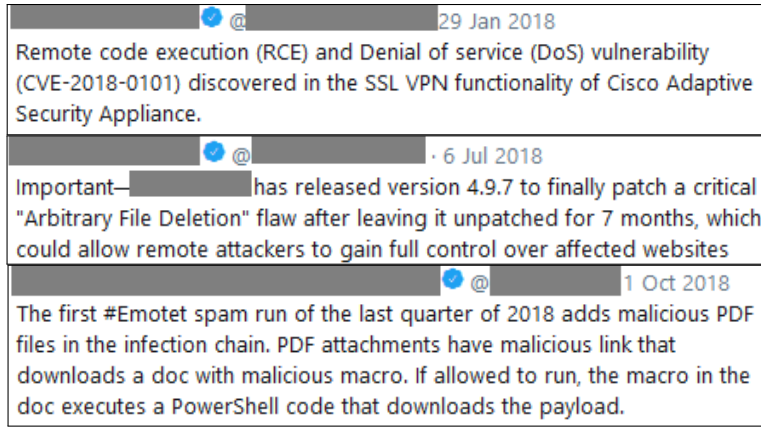 @ 29 Jan 2018
Remote code execution (RCE) and Denial of service (DoS) vulnerability
(CVE-2018-0101) discovered in the SSL VPN functionality of Cisco Adaptive
Security Appliance.
@ · 6 Jul 2018
Important— has released version 4.9.7 to finally patch a critical
"Arbitrary File Deletion" flaw after leaving it unpatched for 7 months, which
could allow remote attackers to gain full control over affected websites
@ 1 Oct 2018
The first #Emotet spam run of the last quarter of 2018 adds malicious PDF
files in the infection chain. PDF attachments have malicious link that
downloads a doc with malicious macro. If allowed to run, the macro in the
doc executes a PowerShell code that downloads the payload.